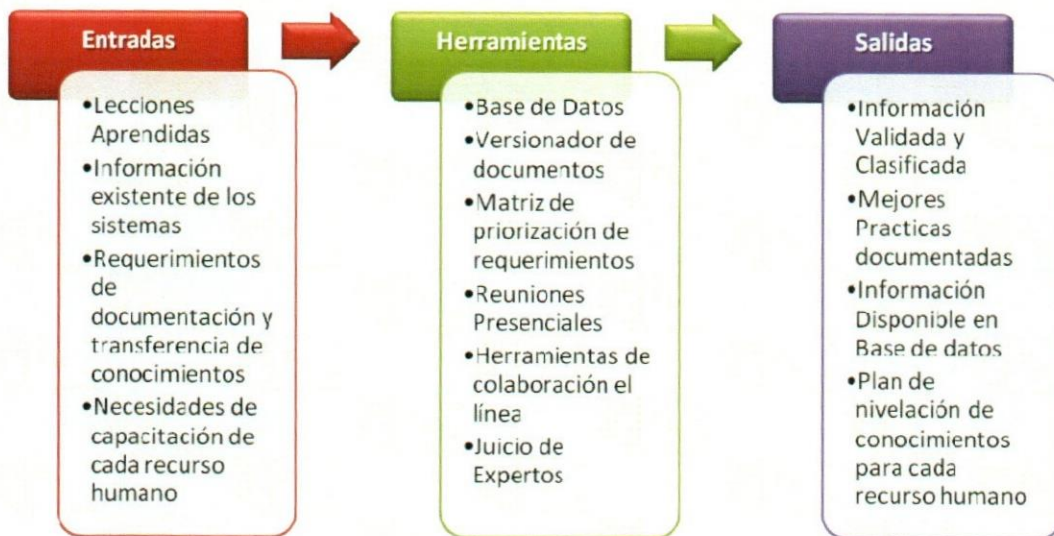 Entradas
•Lecciones
Aprendidas
•Información
existente de los
sistemas
•Requerimientos
de
documentación y
transferencia de
conocimientos
•Necesidades de
capacitación de
cada recurso
humano
Herramientas
•Base de Datos
•Versionador de
documentos
•Matriz de
priorización de
requerimientos
•Reuniones
Presenciales
•Herramientas de
colaboración el
línea
•Juicio de
Expertos
Salidas
•Información
Validada y
Clasificada
•Mejores
Practicas
documentadas
•Información
Disponible en
Base de datos
•Plan de
nivelación de
conocimientos
para cada
recurso humano